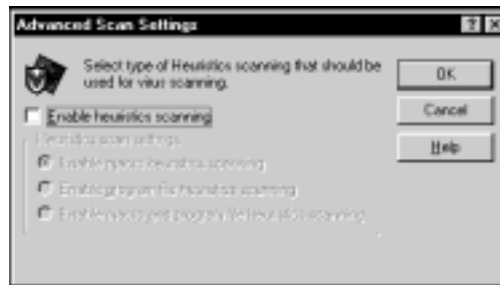 Advanced Scan Settings
Select type of Heuristics scanning that should be
used for virus scanning.
OK
Enable heuristics scanning
Cancel
Heuristics scan settings
Help
Enable macro heuristics scanning
Enable program file heuristics scanning
Enable macro and program file heuristics scanning